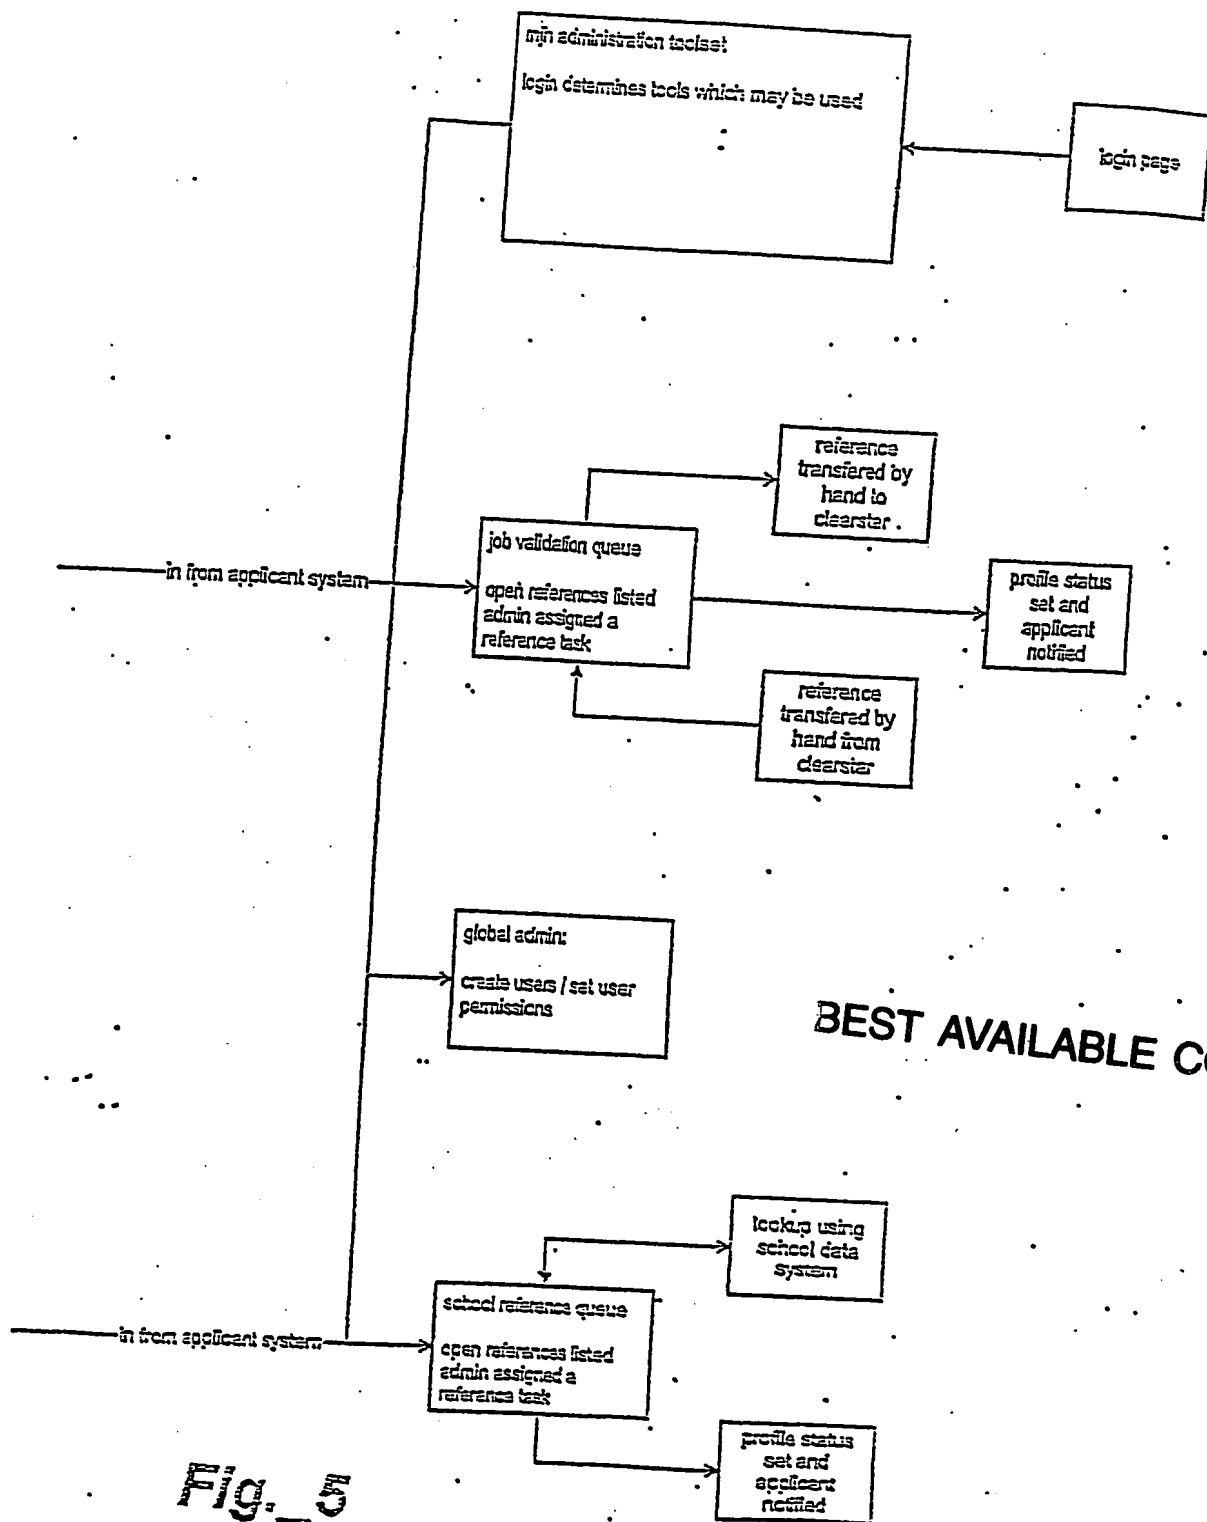 mjn administration toolset
login determines tools which may be used
login page
reference
transfered by
hand to
clearstar
job validation queue
open references listed
admin assigned a
reference task
in from applicant system
profile status
set and
applicant
notified
reference
transfered by
hand from
clearstar
global admin:
create users / set user
permissions
BEST AVAILABLE CO
lookup using
school data
system
school reference queue
open references listed
admin assigned a
reference task
in from applicant system
profile status
set and
applicant
notified
Fig_5